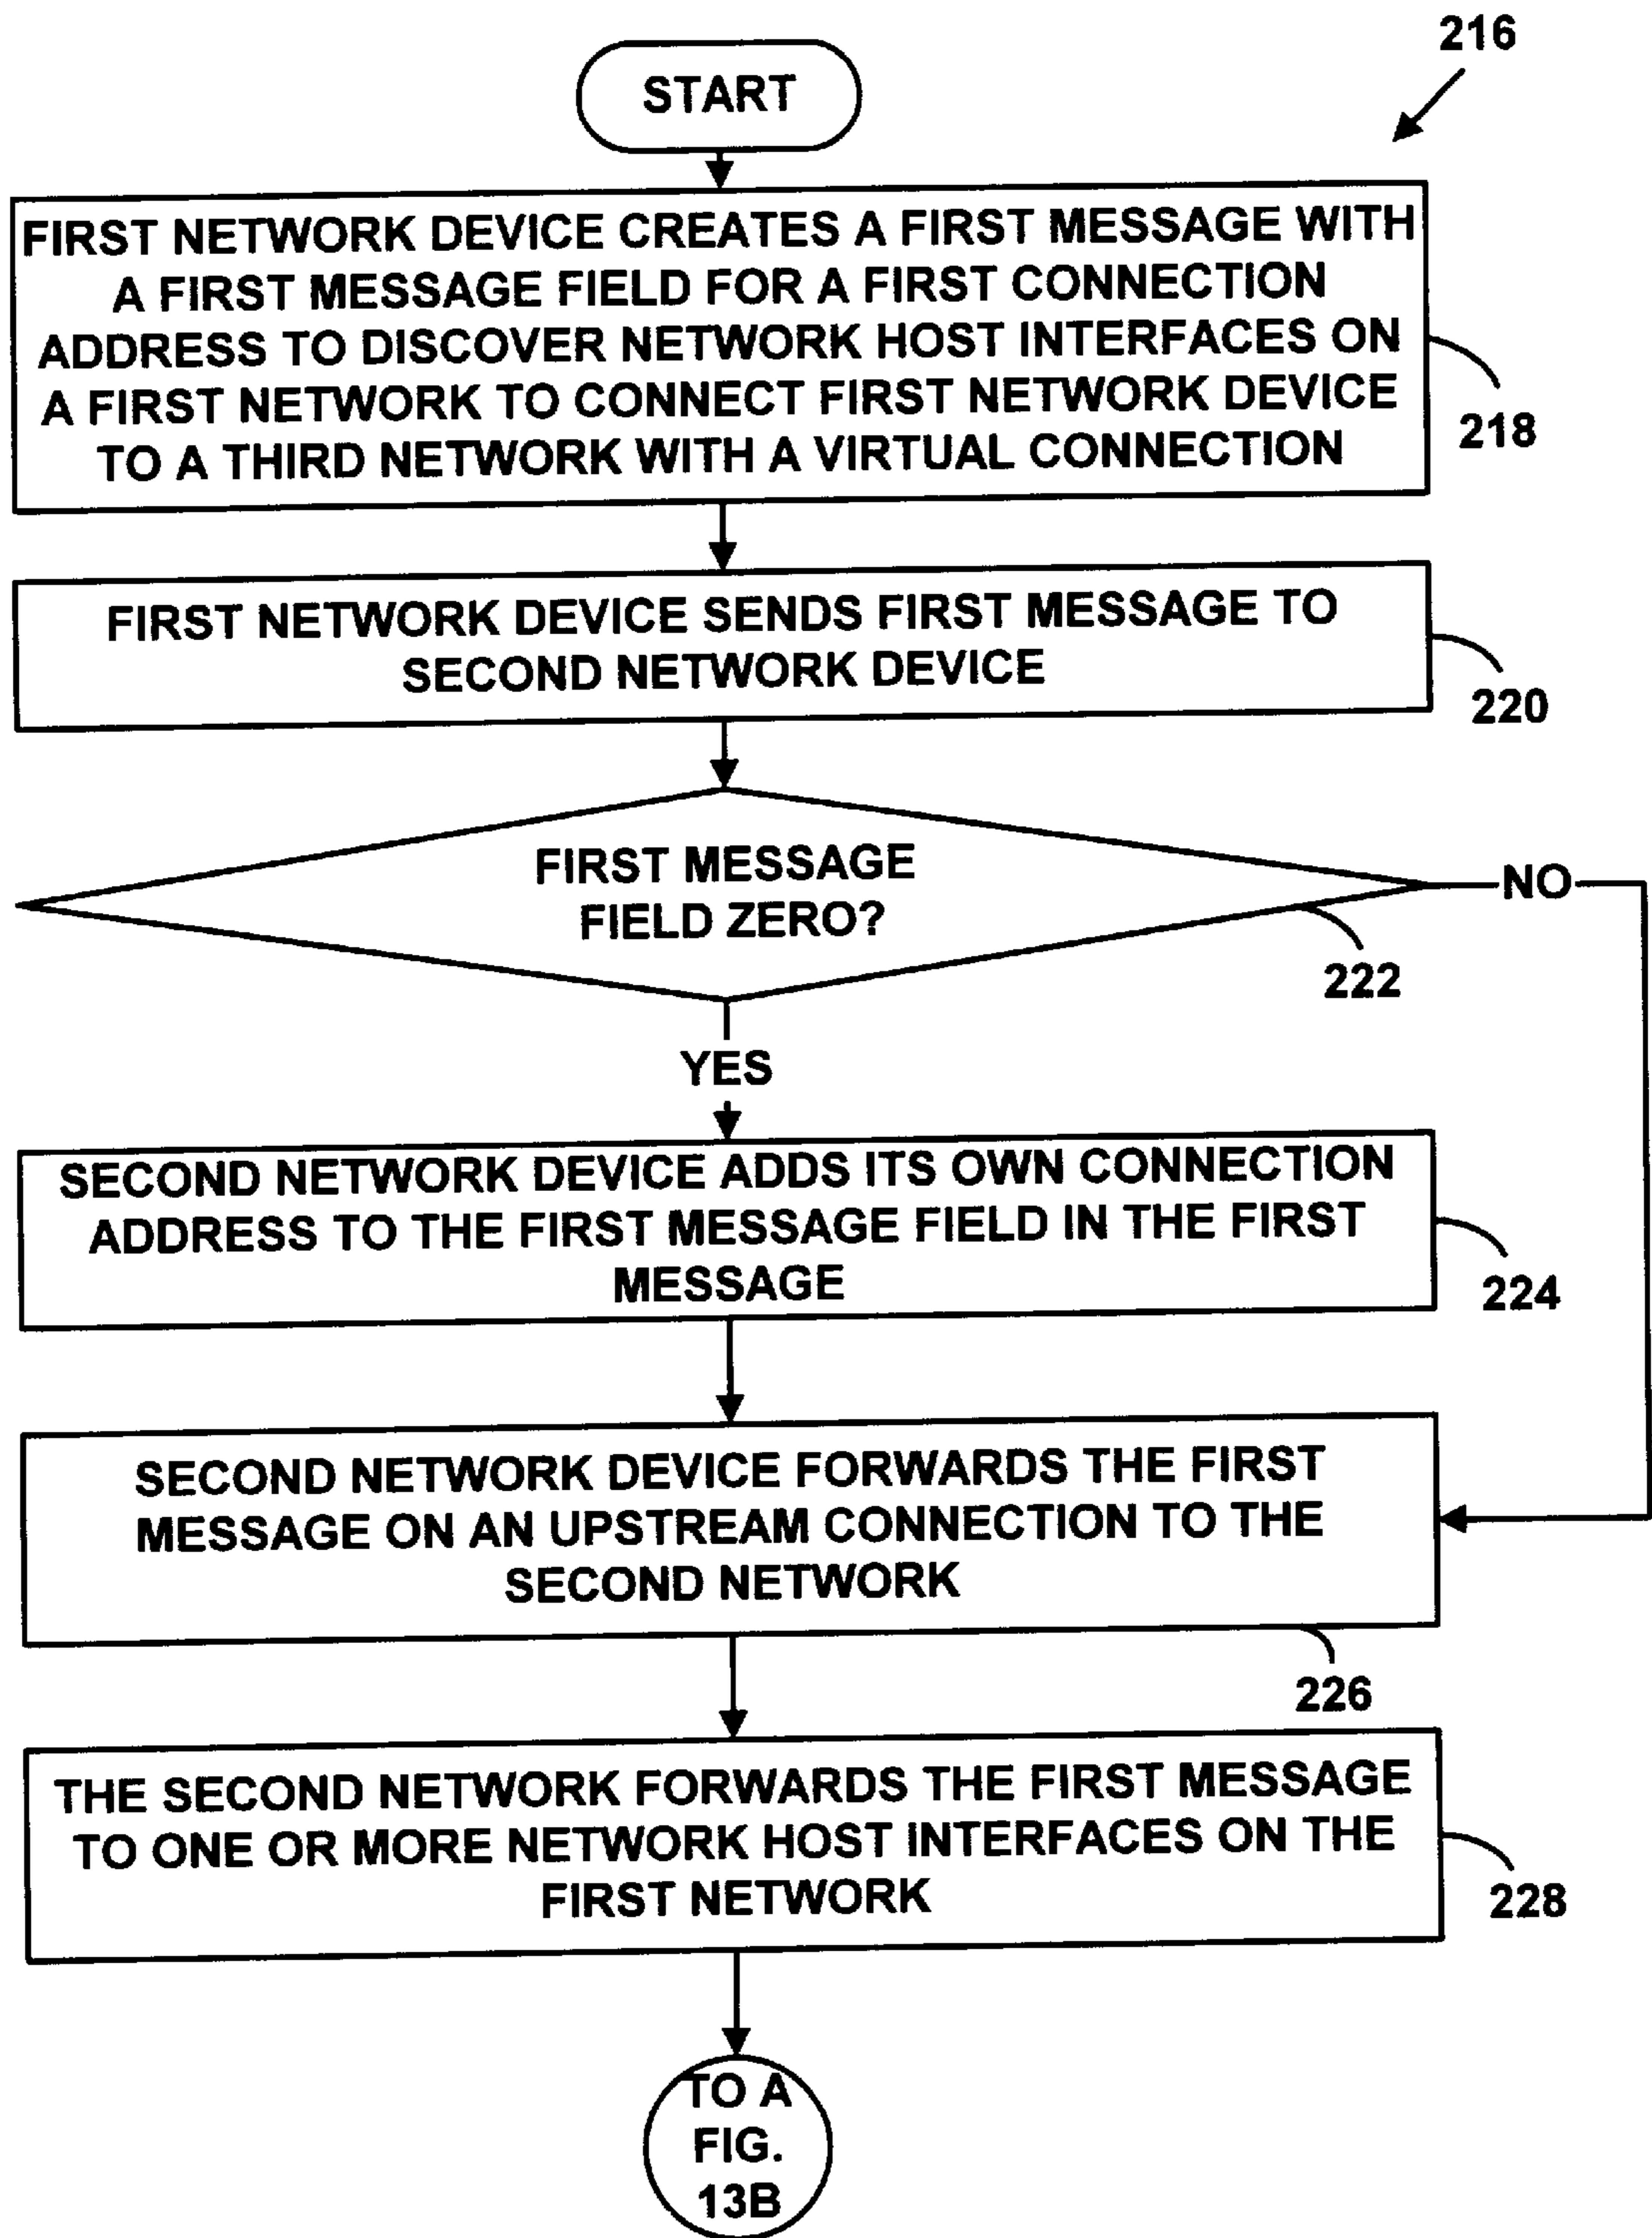 216
START
FIRST NETWORK DEVICE CREATES A FIRST MESSAGE WITH
A FIRST MESSAGE FIELD FOR A FIRST CONNECTION
ADDRESS TO DISCOVER NETWORK HOST INTERFACES ON
A FIRST NETWORK TO CONNECT FIRST NETWORK DEVICE
TO A THIRD NETWORK WITH A VIRTUAL CONNECTION
218
FIRST NETWORK DEVICE SENDS FIRST MESSAGE TO
SECOND NETWORK DEVICE
220
FIRST MESSAGE
FIELD ZERO?
NO
222
YES
SECOND NETWORK DEVICE ADDS ITS OWN CONNECTION
ADDRESS TO THE FIRST MESSAGE FIELD IN THE FIRST
MESSAGE
224
SECOND NETWORK DEVICE FORWARDS THE FIRST
MESSAGE ON AN UPSTREAM CONNECTION TO THE
SECOND NETWORK
226
THE SECOND NETWORK FORWARDS THE FIRST MESSAGE
TO ONE OR MORE NETWORK HOST INTERFACES ON THE
FIRST NETWORK
228
TO A
FIG.
13B